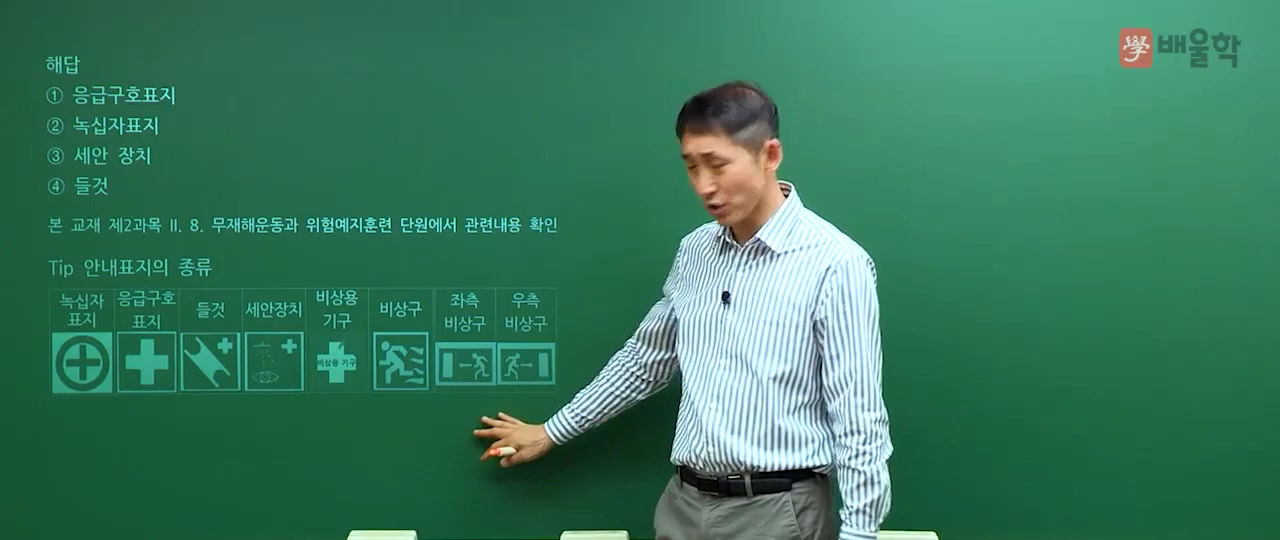 學 배울학
해답
① 응급구호표지
② 녹십자표지
③ 세안 장치
④ 들것
본 교재 제2과목 II. 8. 무재해운동과 위험예지훈련 단원에서 관련내용 확인
Tip 안내표지의 종류
녹십자 표지
응급구호 표지
들것
세안장치
비상용 기구
비상구
좌측 비상구
우측 비상구
비상용 기구